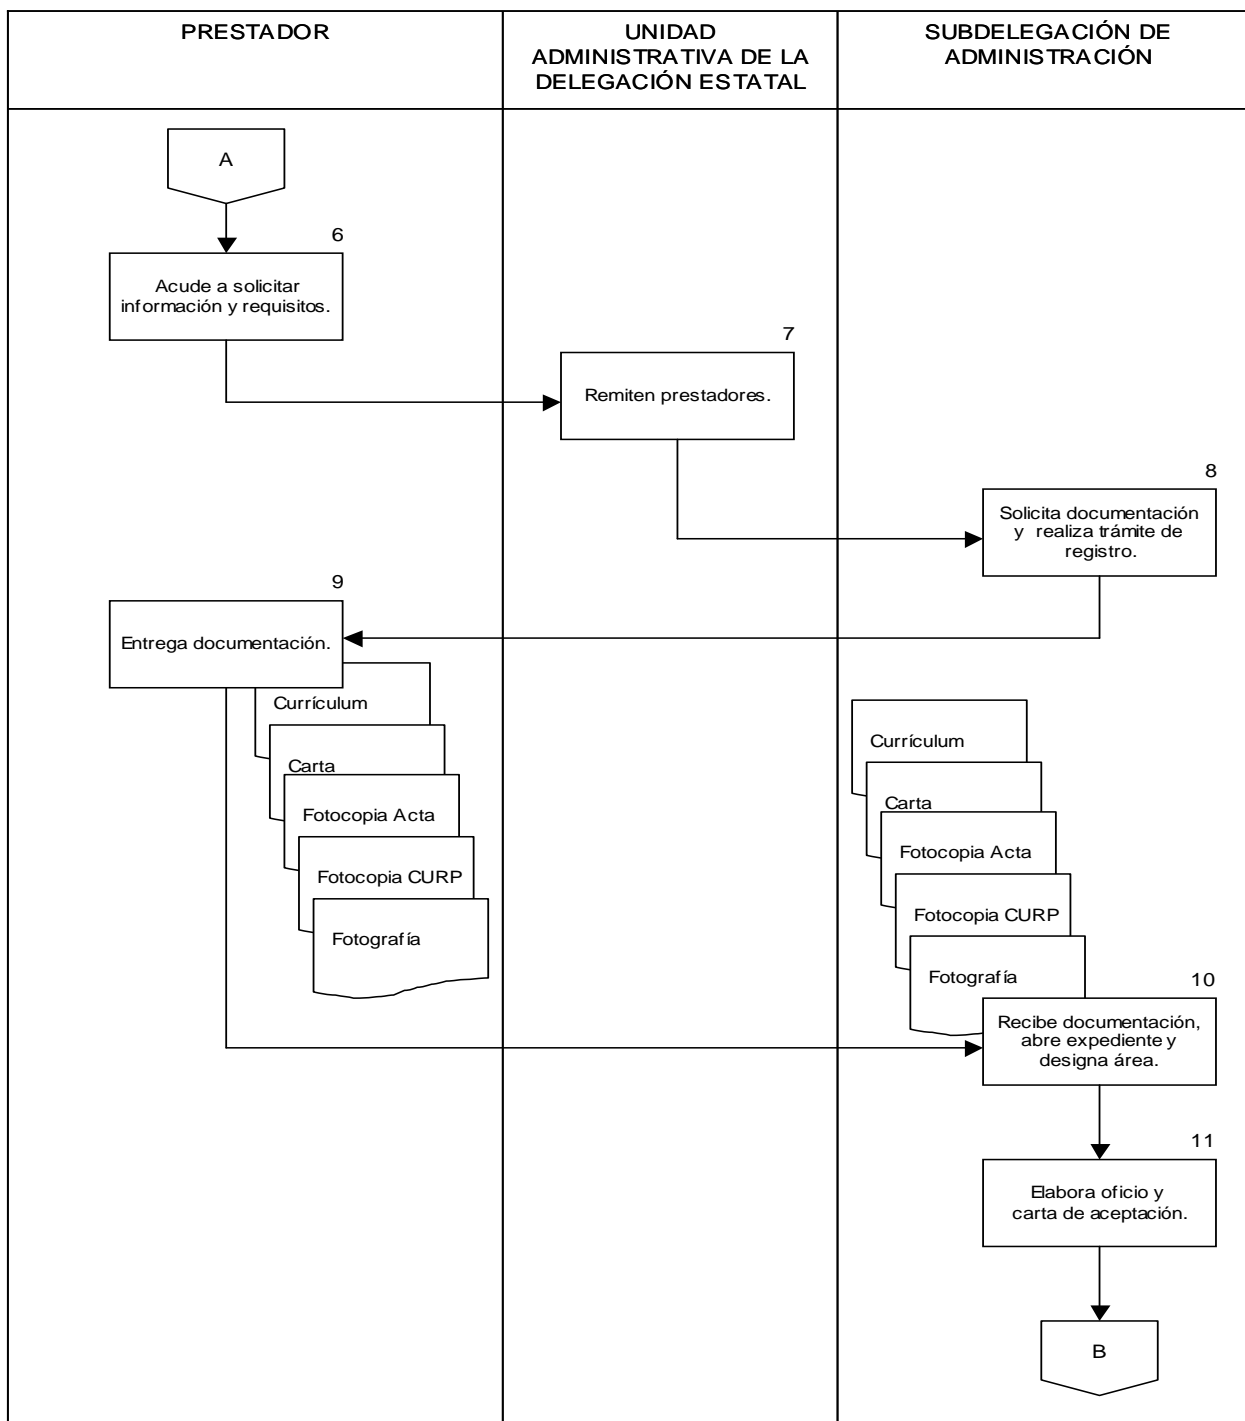 PRESTADOR
UNIDAD
ADMINISTRATIVA DE LA
DELEGACIÓN ESTATAL
SUBDELEGACIÓN DE
ADMINISTRACIÓN
A
6
Acude a solicitar
información y requisitos.
7
Remiten prestadores.
8
Solicita documentación
y realiza trámite de
registro.
9
Entrega documentación.
Currículum
Carta
Fotocopia Acta
Fotocopia CURP
Fotografía
Currículum
Carta
Fotocopia Acta
Fotocopia CURP
Fotografía
10
Recibe documentación,
abre expediente y
designa área.
11
Elabora oficio y
carta de aceptación.
B